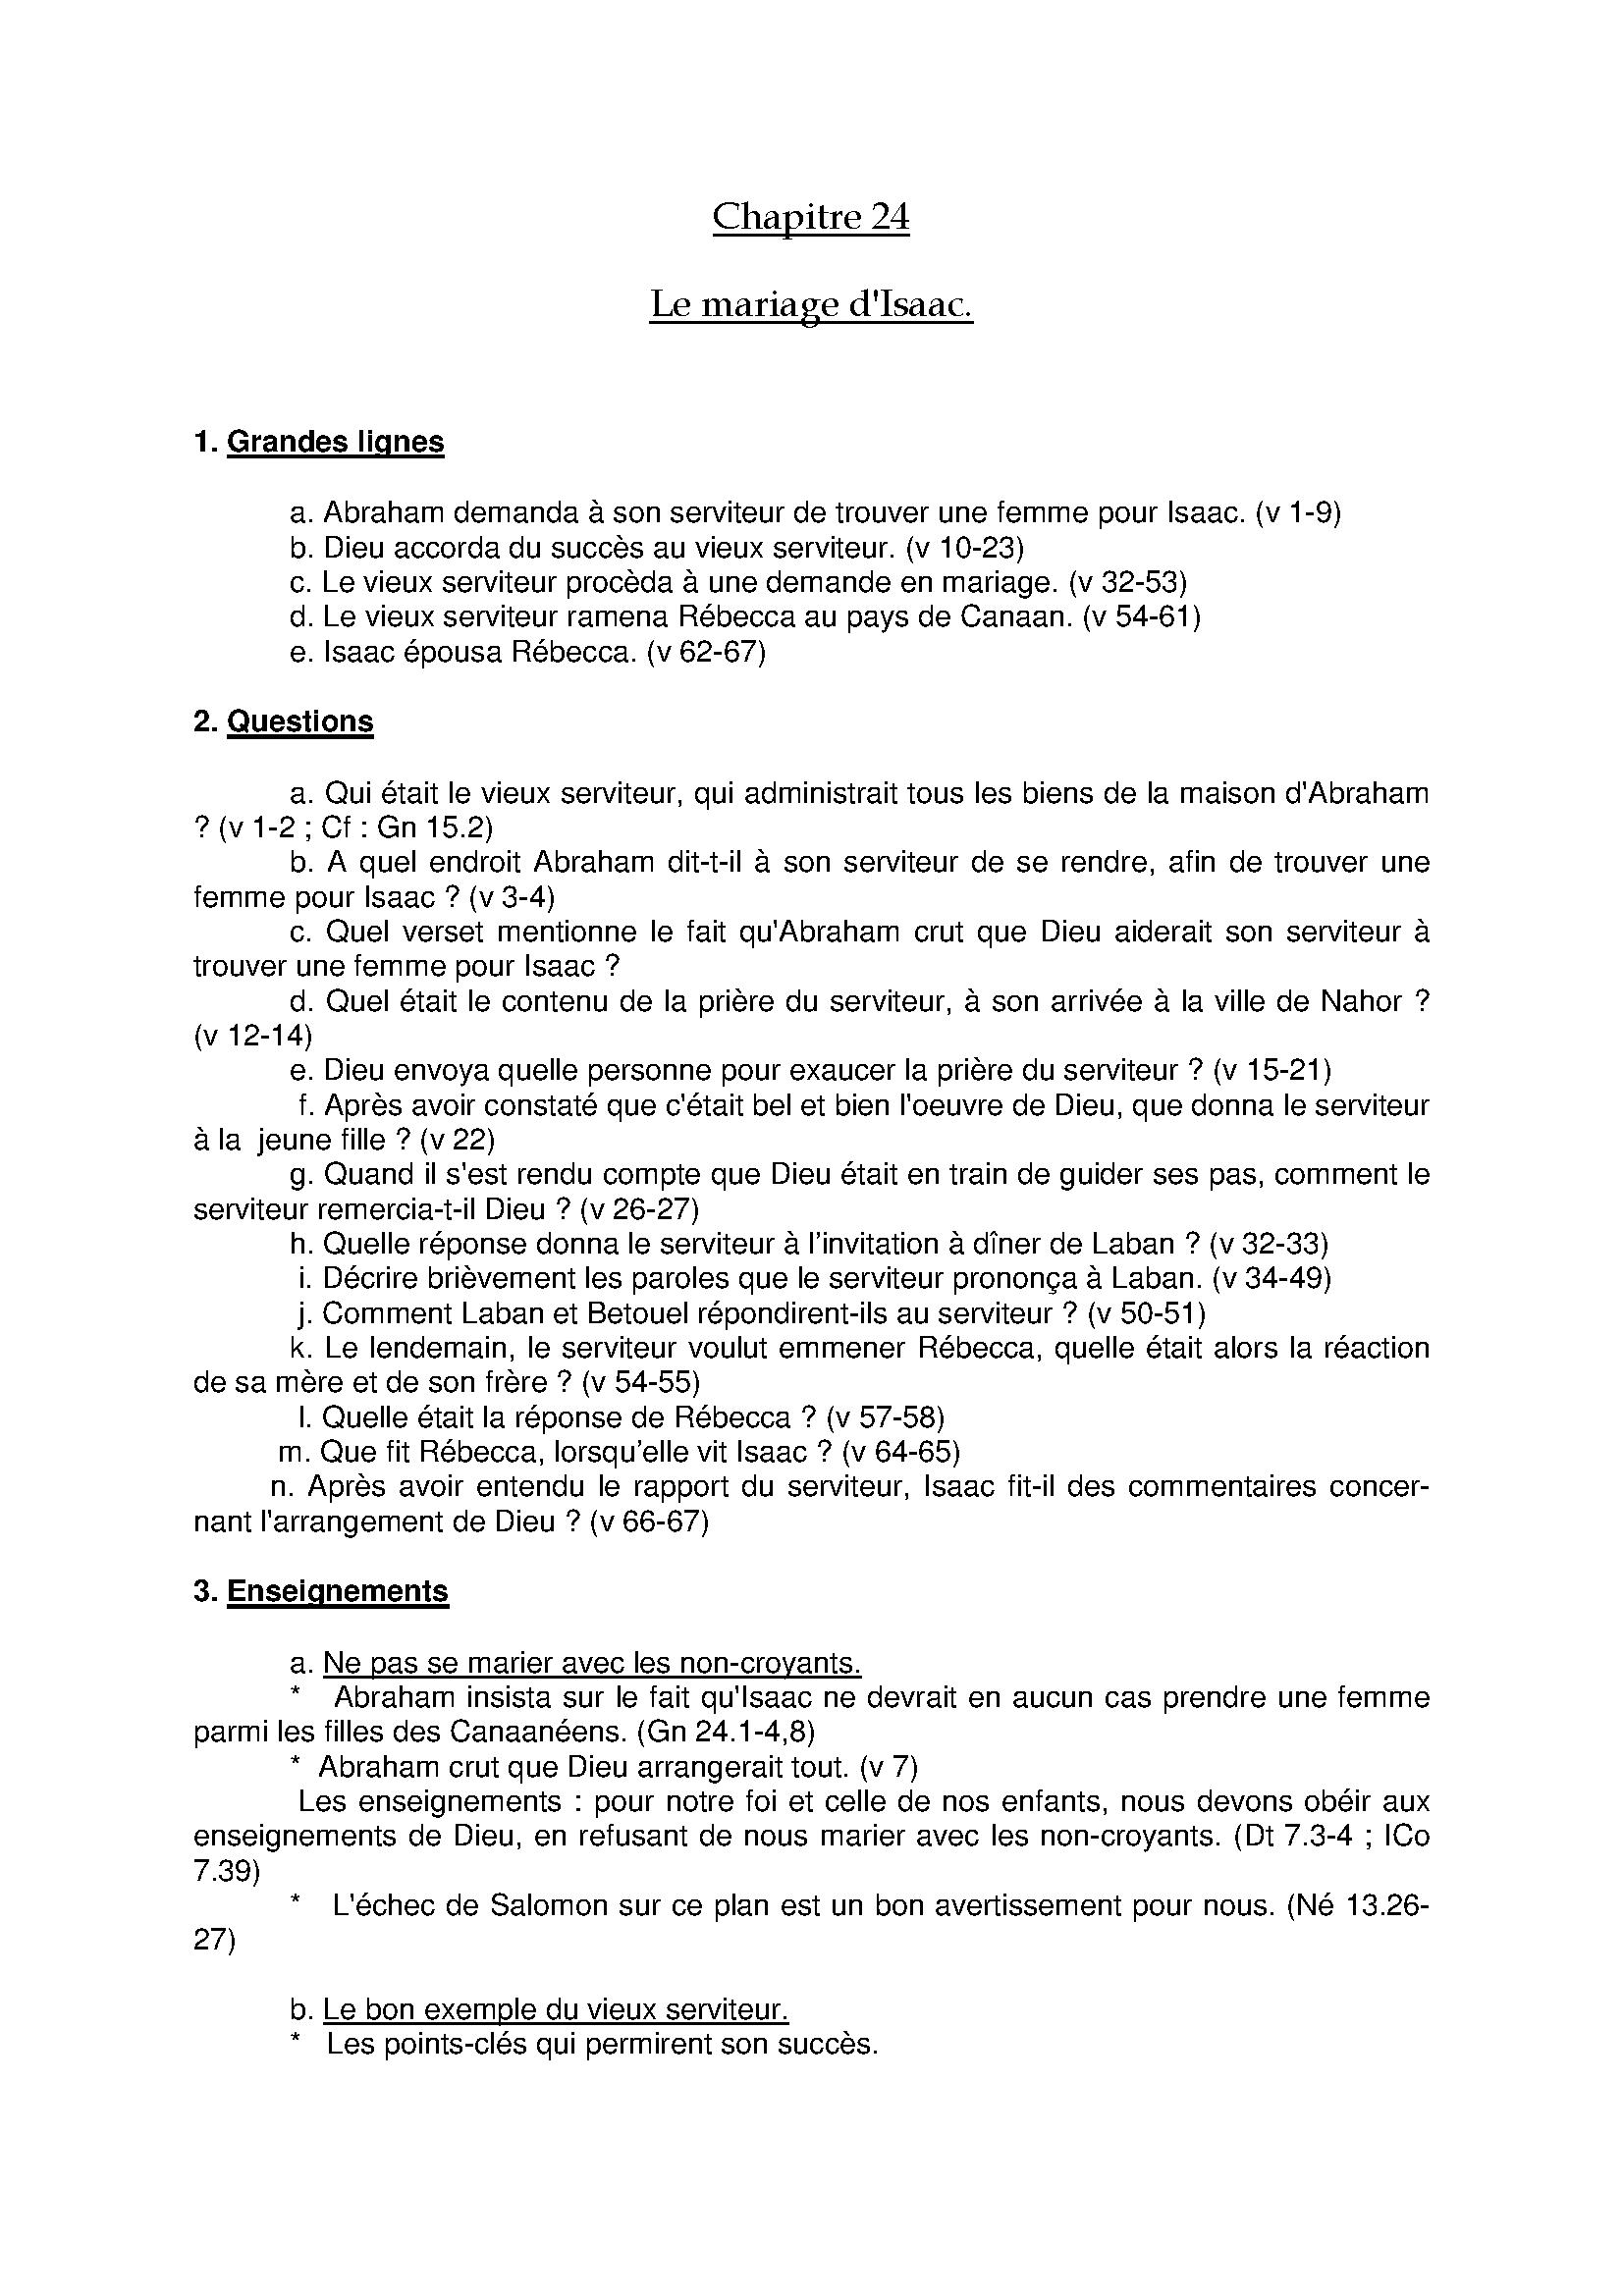 Chapitre 24
Le mariage d'Isaac.
1. Grandes lignes
a. Abraham demanda à son serviteur de trouver une femme pour Isaac. (v 1-9)
b. Dieu accorda du succès au vieux serviteur. (v 10-23)
c. Le vieux serviteur procèda à une demande en mariage. (v 32-53)
d. Le vieux serviteur ramena Rébecca au pays de Canaan. (v 54-61)
e. Isaac épousa Rébecca. (v 62-67)
2. Questions
a. Qui était le vieux serviteur, qui administrait tous les biens de la maison d'Abraham
? (v 1-2 ; Cf : Gn 15.2)
b. A quel endroit Abraham dit-t-il à son serviteur de se rendre, afin de trouver une
femme pour Isaac ? (v 3-4)
c. Quel verset mentionne le fait qu'Abraham crut que Dieu aiderait son serviteur à
trouver une femme pour Isaac ?
d. Quel était le contenu de la prière du serviteur, à son arrivée à la ville de Nahor ?
(v 12-14)
e. Dieu envoya quelle personne pour exaucer la prière du serviteur ? (v 15-21)
f. Après avoir constaté que c'était bel et bien l'oeuvre de Dieu, que donna le serviteur
à la jeune fille ? (v 22)
g. Quand il s'est rendu compte que Dieu était en train de guider ses pas, comment le
serviteur remercia-t-il Dieu ? (v 26-27)
h. Quelle réponse donna le serviteur à l’invitation à dîner de Laban ? (v 32-33)
i. Décrire brièvement les paroles que le serviteur prononça à Laban. (v 34-49)
j. Comment Laban et Betouel répondirent-ils au serviteur ? (v 50-51)
k. Le lendemain, le serviteur voulut emmener Rébecca, quelle était alors la réaction
de sa mère et de son frère ? (v 54-55)
l. Quelle était la réponse de Rébecca ? (v 57-58)
m. Que fit Rébecca, lorsqu’elle vit Isaac ? (v 64-65)
n. Après avoir entendu le rapport du serviteur, Isaac fit-il des commentaires concer-
nant l'arrangement de Dieu ? (v 66-67)
3. Enseignements
a. Ne pas se marier avec les non-croyants.
* Abraham insista sur le fait qu'Isaac ne devrait en aucun cas prendre une femme
parmi les filles des Canaanéens. (Gn 24.1-4,8)
* Abraham crut que Dieu arrangerait tout. (v 7)
Les enseignements : pour notre foi et celle de nos enfants, nous devons obéir aux
enseignements de Dieu, en refusant de nous marier avec les non-croyants. (Dt 7.3-4 ; ICo
7.39)
* L'échec de Salomon sur ce plan est un bon avertissement pour nous. (Né 13.26-
27)
b. Le bon exemple du vieux serviteur.
* Les points-clés qui permirent son succès.